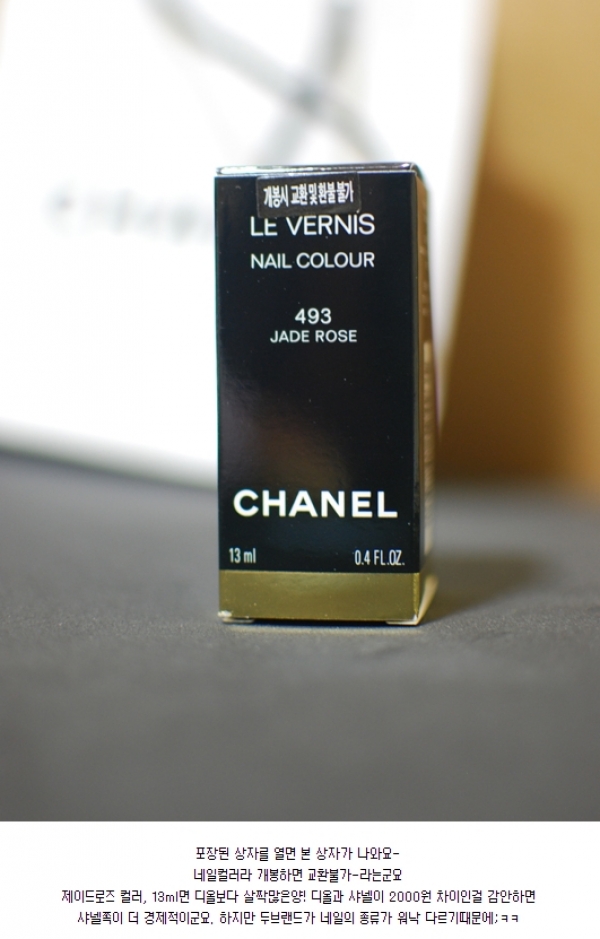 개봉시 교환 및 환불 불가
LE VERNIS
NAIL COLOUR
493
JADE ROSE
CHANEL
13 ml 0.4 FL.OZ.
포장된 상자를 열면 본 상자가 나와요~
네일컬러라 개봉하면 교환불가~라는군요
제이드로즈 컬러, 13ml면 디올보다 살짝많은양! 디올과 샤넬이 2000원 차이인걸 감안하면
샤넬쪽이 더 경제적이군요. 하지만 두브랜드가 네일의 종류가 워낙 다르기때문에;ㅋㅋ